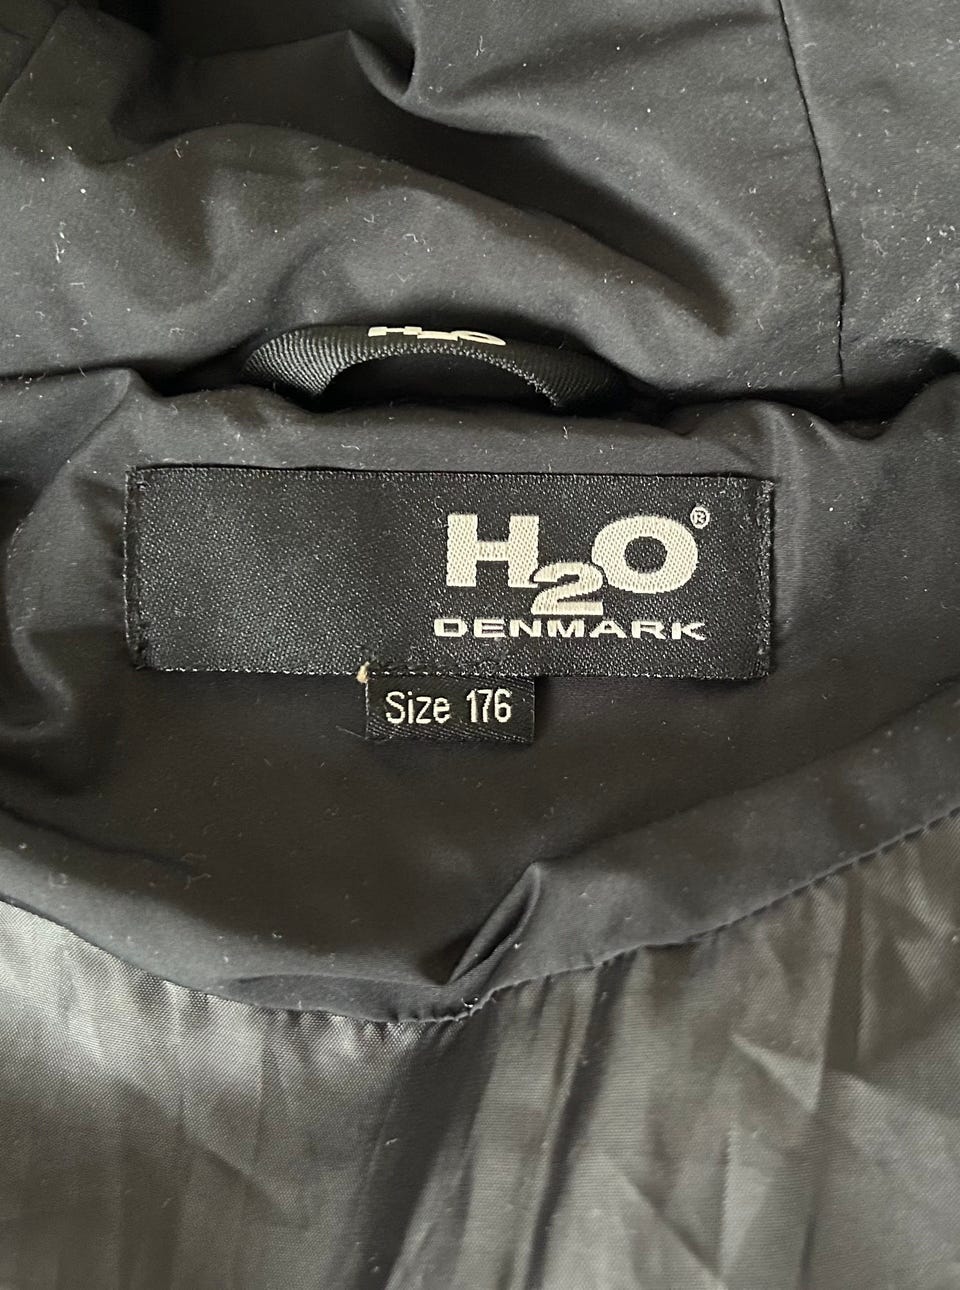 H2O
H2O®
DENMARK
Size 176